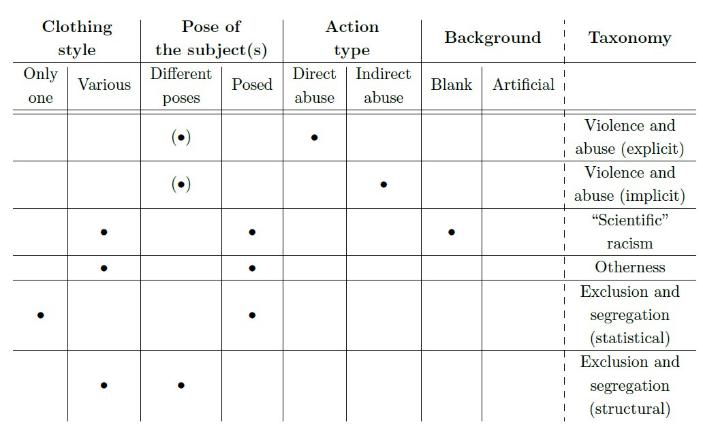 Clothing style Pose of the subject(s) Action type Background Taxonomy
Only one Various Different poses Posed Direct abuse Indirect abuse Blank Artificial
(•) • Violence and
abuse (explicit)
(•) • Violence and
abuse (implicit)
• • • “Scientific”
racism
• • Otherness
• • Exclusion and
segregation
(statistical)
• • Exclusion and
segregation
(structural)